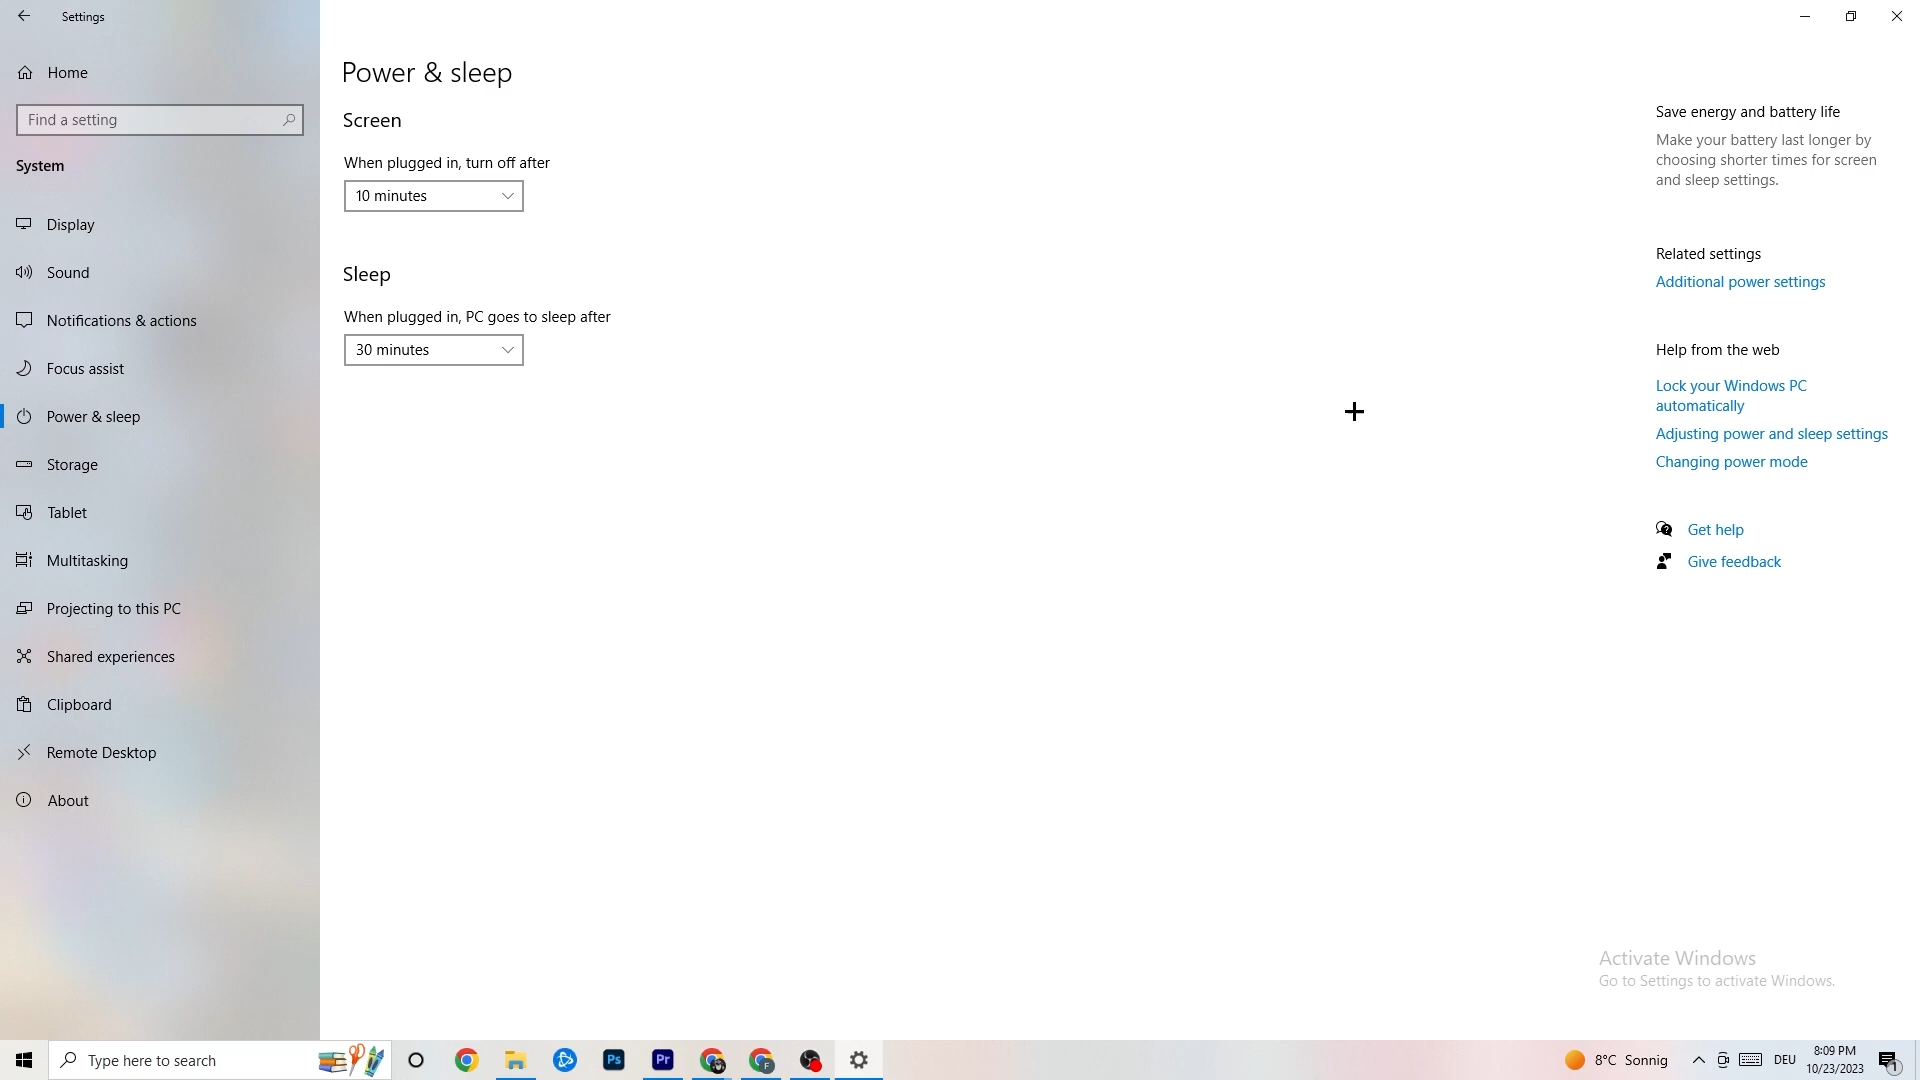 Settings
Home
Find a setting
System
Display
Sound
Notifications & actions
Focus assist
Power & sleep
Storage
Tablet
Multitasking
Projecting to this PC
Shared experiences
Clipboard
Remote Desktop
About
Power & sleep
Screen
When plugged in, turn off after
10 minutes
Sleep
When plugged in, PC goes to sleep after
30 minutes
Save energy and battery life
Make your battery last longer by
choosing shorter times for screen
and sleep settings.
Related settings
Additional power settings
Help from the web
Lock your Windows PC
automatically
Adjusting power and sleep settings
Changing power mode
Get help
Give feedback
Activate Windows
Go to Settings to activate Windows.
Type here to search
Ps
Pr
F
8°C Sonnig
DEU
8:09 PM
10/23/2023
1